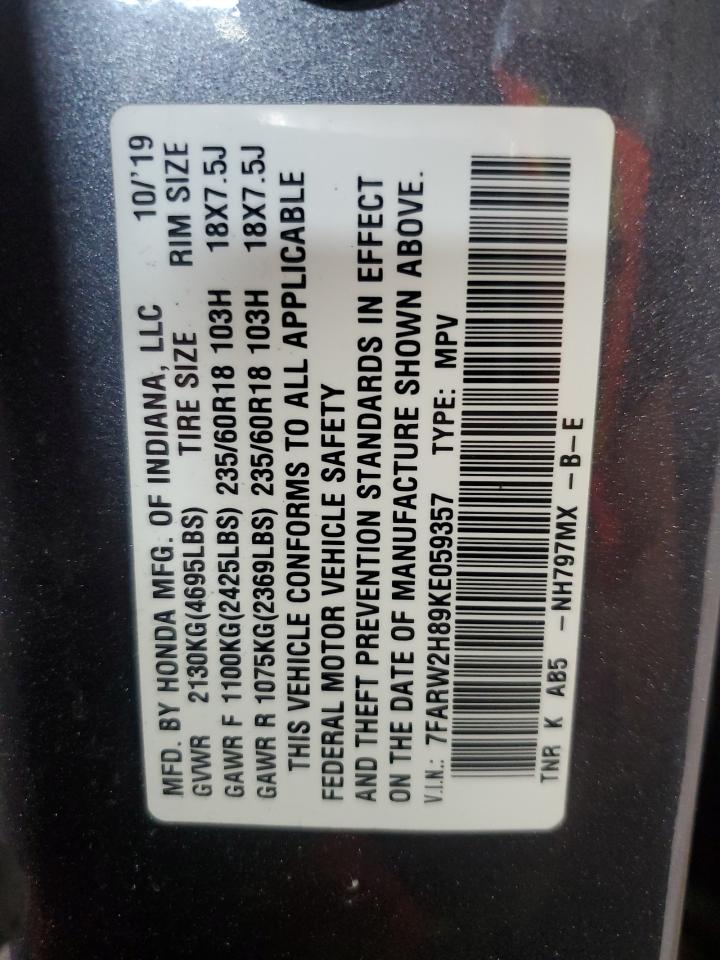 MFD. BY HONDA MFG. OF INDIANA, LLC 10/'19
GVWR 2130KG(4695LBS) TIRE SIZE RIM SIZE
GAWR F 1100KG(2425LBS) 235/60R18 103H 18X7.5J
GAWR R 1075KG(2369LBS) 235/60R18 103H 18X7.5J
THIS VEHICLE CONFORMS TO ALL APPLICABLE
FEDERAL MOTOR VEHICLE SAFETY
AND THEFT PREVENTION STANDARDS IN EFFECT
ON THE DATE OF MANUFACTURE SHOWN ABOVE.
V.I.N.: 7FARW2H89KE059357 TYPE: MPV
TNR K AB5 -NH797MX -B-E